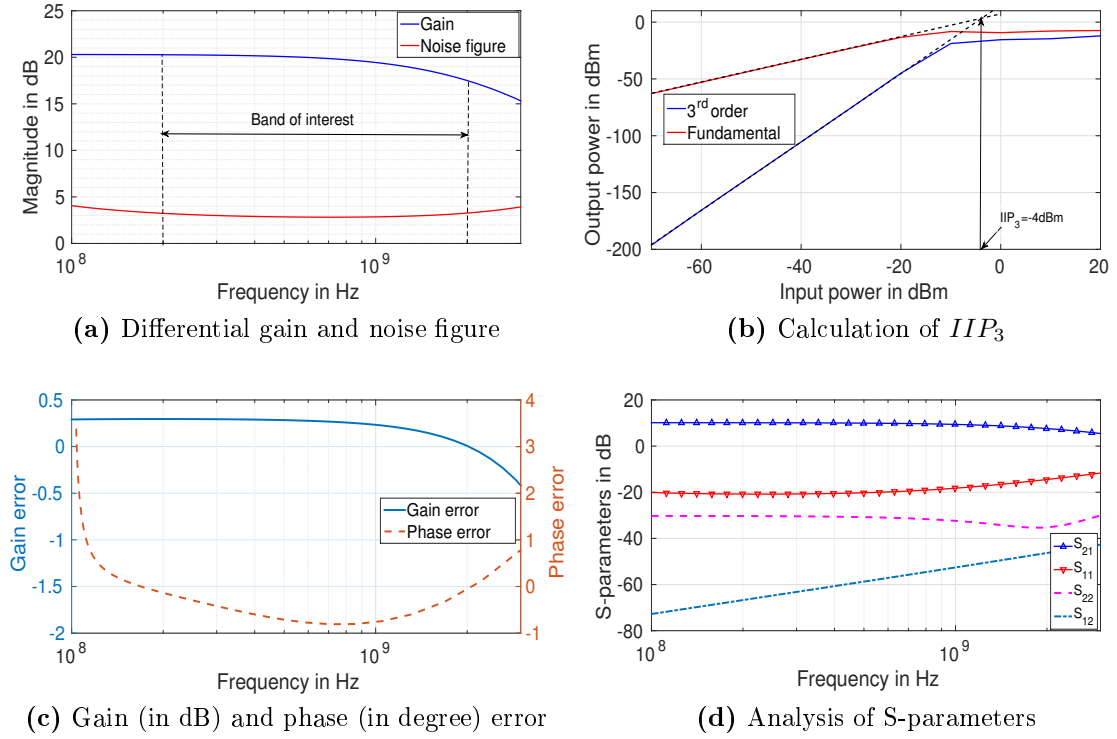 25
20
15
10
5
0
Magnitude in dB
Gain
Noise figure
Band of interest
10^8
10^9
Frequency in Hz
(a) Differential gain and noise figure
0
-50
-100
-150
-200
Output power in dBm
3rd order
Fundamental
IIP3=-4dBm
-60
-40
-20
0
20
Input power in dBm
(b) Calculation of IIP3
0.5
0
-0.5
-1
-1.5
-2
Gain error
Gain error
Phase error
4
3
2
1
0
-1
Phase error
10^8
10^9
Frequency in Hz
(c) Gain (in dB) and phase (in degree) error
20
0
-20
-40
-60
-80
S-parameters in dB
S21
S11
S22
S12
10^8
10^9
Frequency in Hz
(d) Analysis of S-parameters